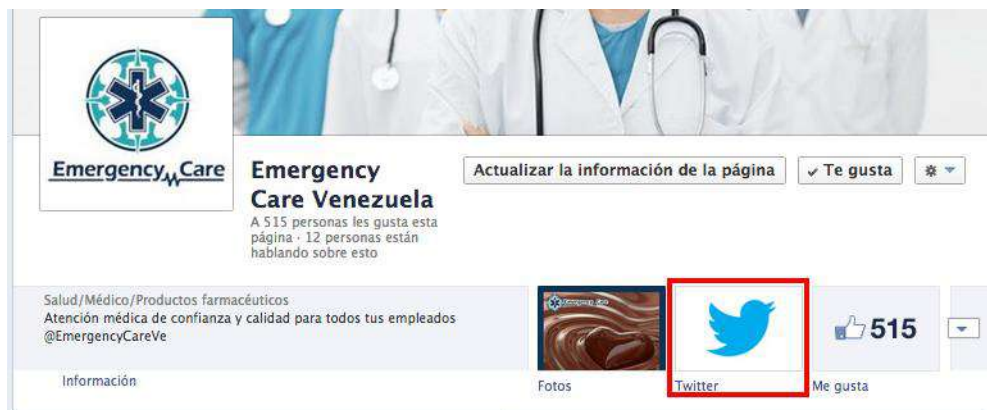 Emergency Care
Emergency
Care Venezuela
A 515 personas les gusta esta
página · 12 personas están
hablando sobre esto
Actualizar la información de la página
Te gusta
Salud/Médico/Productos farmacéuticos
Atención médica de confianza y calidad para todos tus empleados
@EmergencyCareVe
Información
Emergency Care
Fotos
Twitter
515
Me gusta